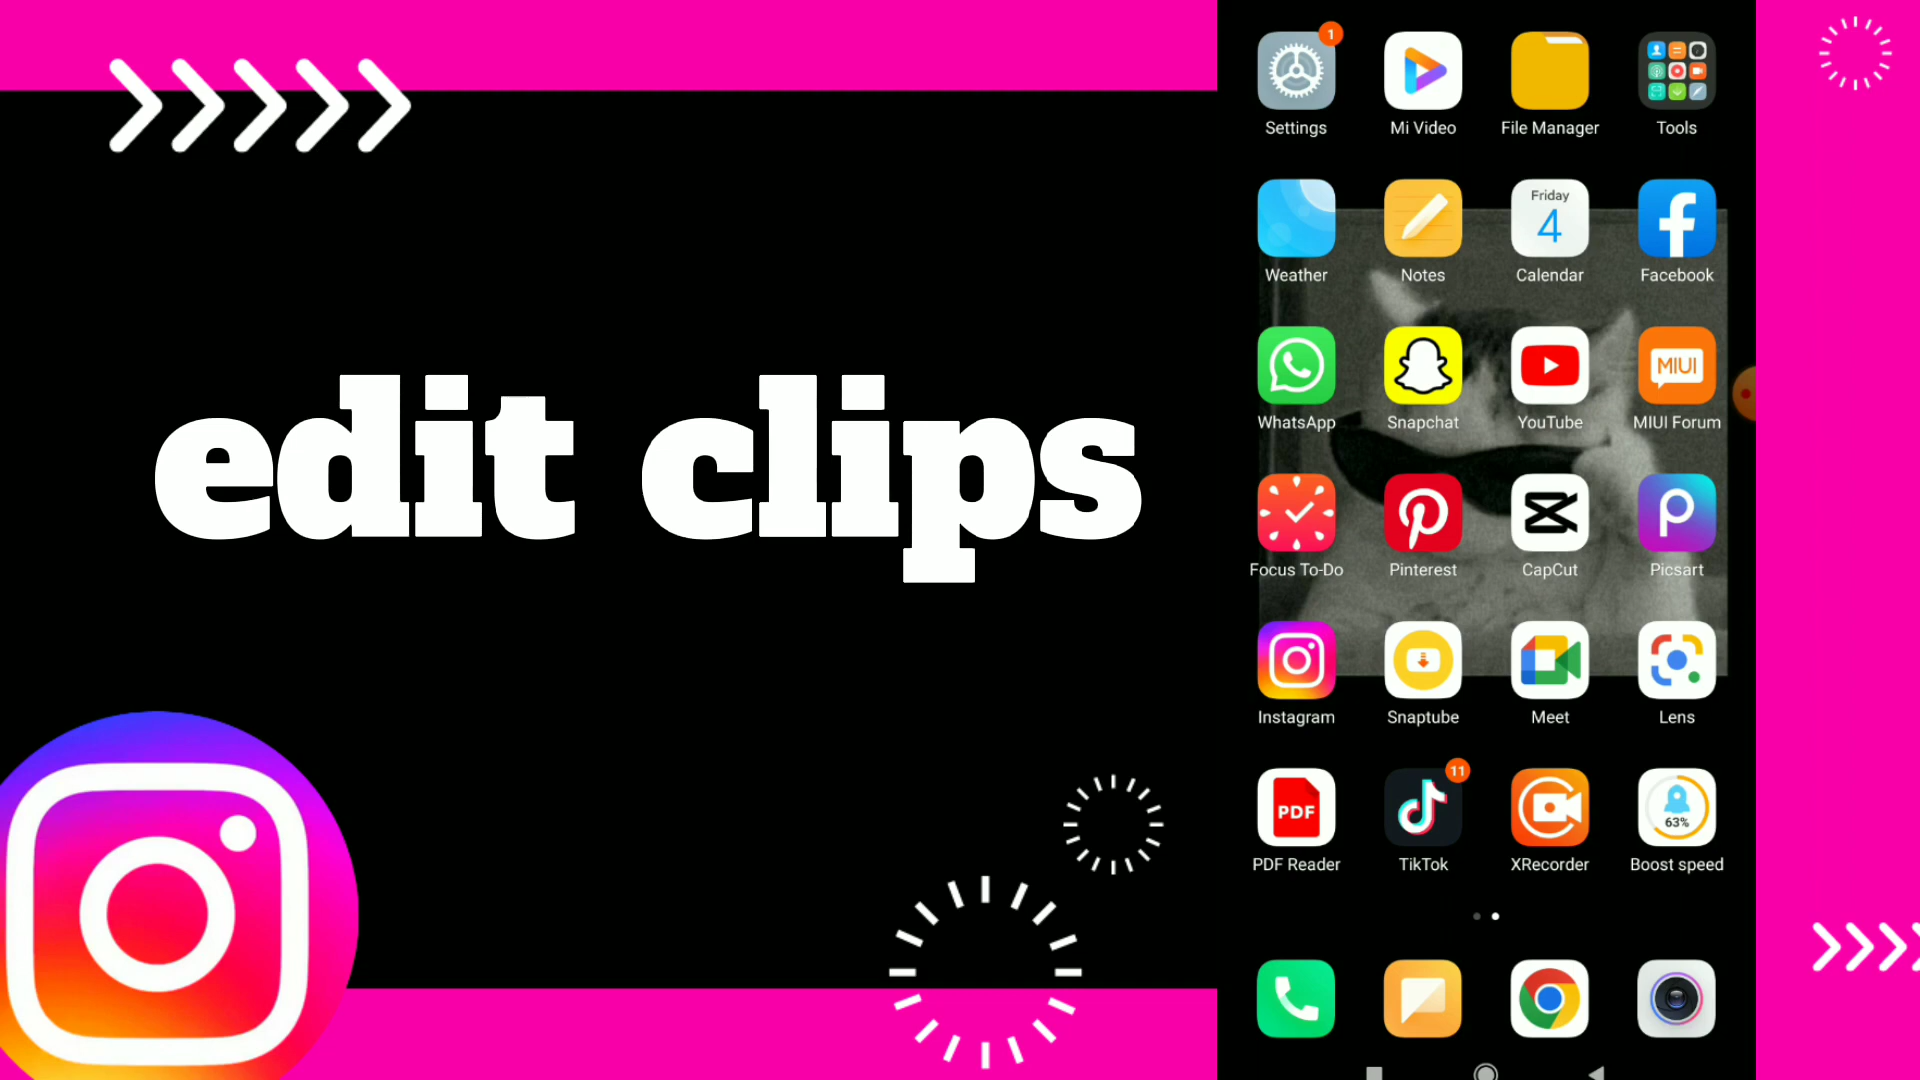 edit clips
1
Settings
Mi Video
File Manager
Tools
Friday
4
Weather
Notes
Calendar
Facebook
MIUI
WhatsApp
Snapchat
YouTube
MIUI Forum
Focus To-Do
Pinterest
CapCut
Picsart
Instagram
Snaptube
Meet
Lens
PDF
11
63%
PDF Reader
TikTok
XRecorder
Boost speed